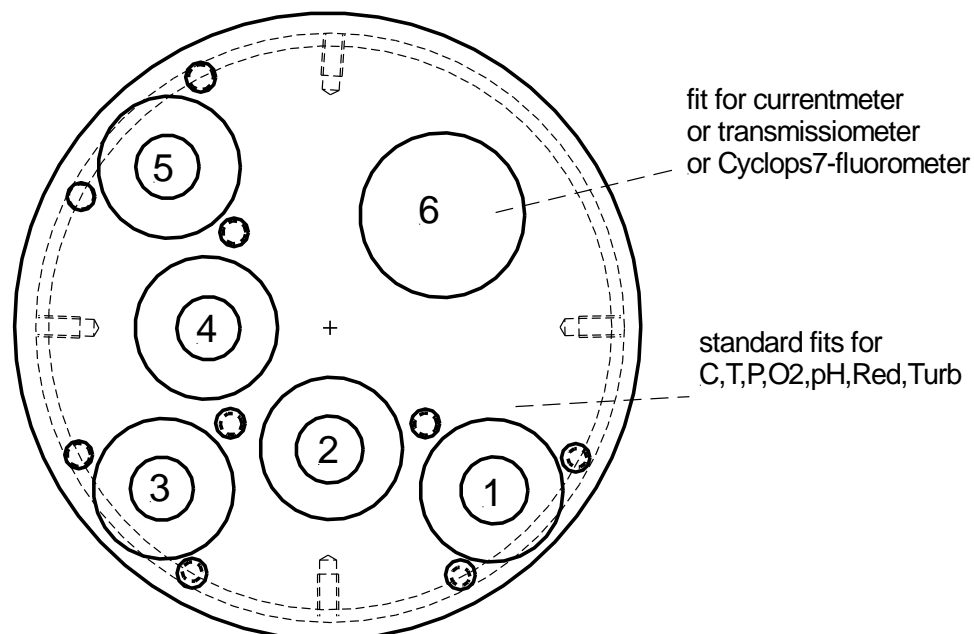 fit for currentmeter
or transmissiometer
or Cyclops7-fluorometer
5
6
4
standard fits for
C,T,P,O2,pH,Red,Turb
2
3
1